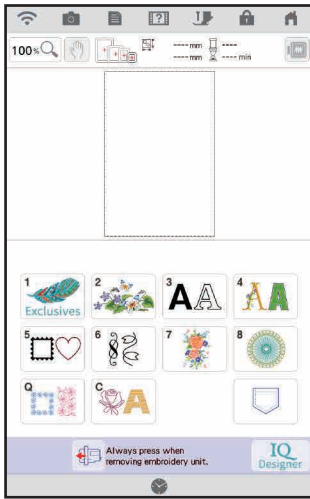 100%
----mm ----
----mm ---- min
1 Exclusives
2
3 AA
4 AA
5
6
7
8
Q
C A
Always press when
removing embroidery unit.
IQ
Designer